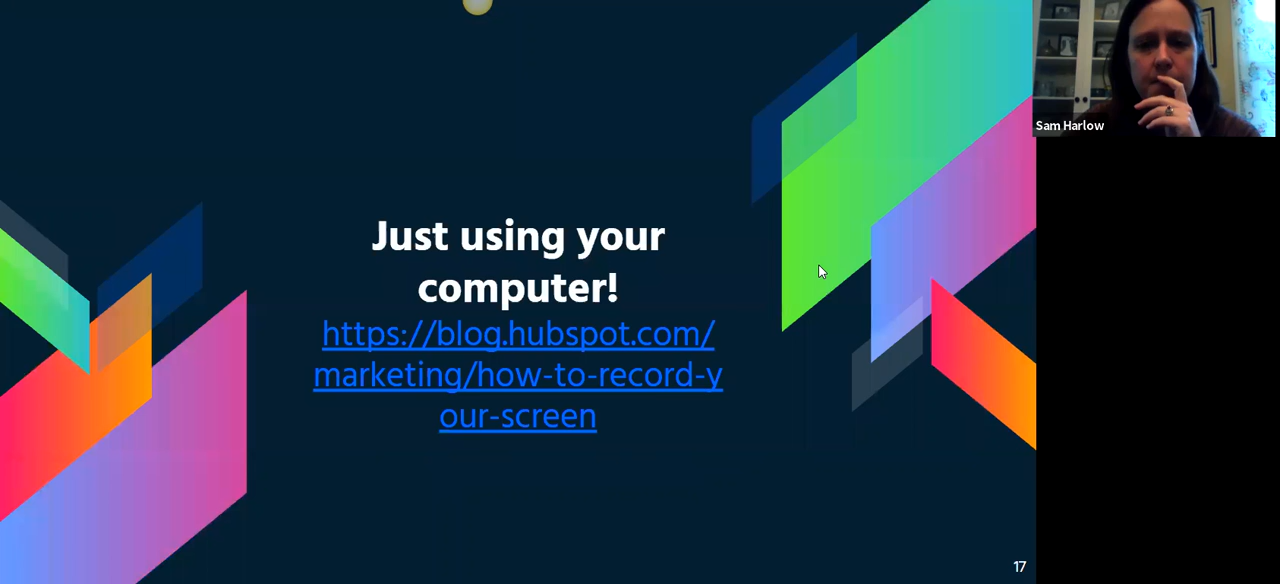 Sam Harlow
Just using your
computer!
https://blog.hubspot.com/
marketing/how-to-record-y
our-screen
17